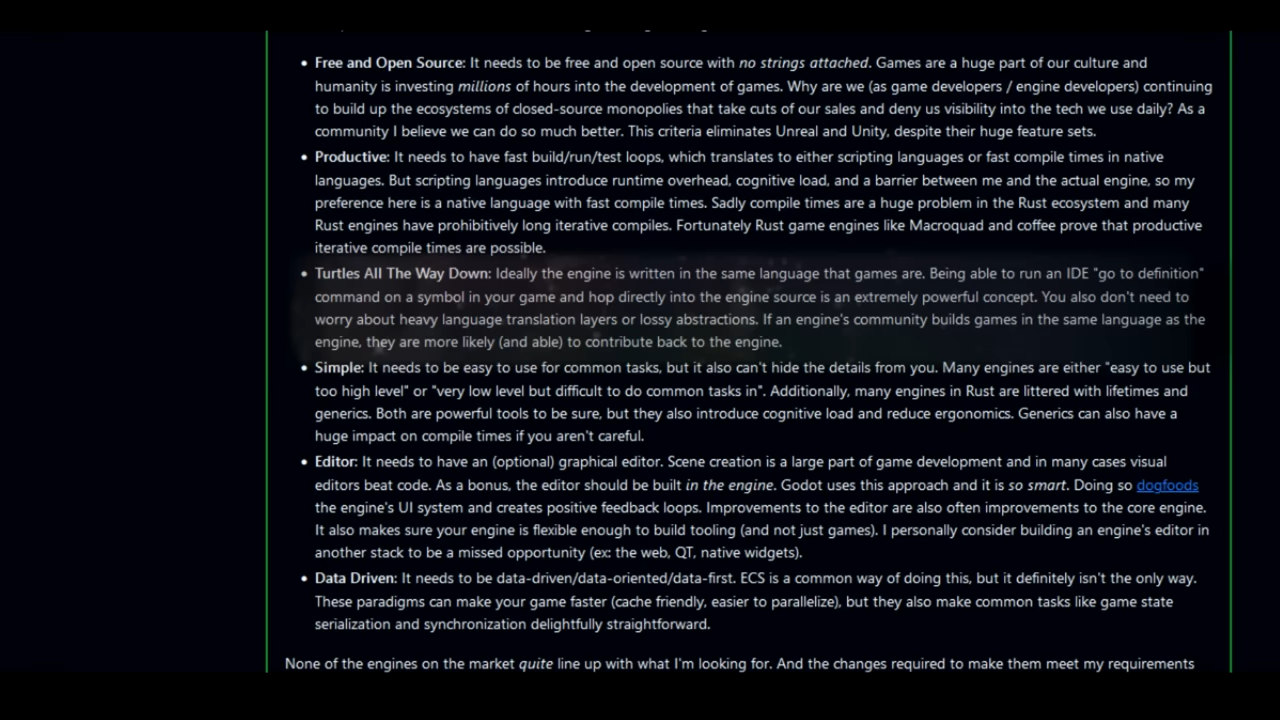 • Free and Open Source: It needs to be free and open source with no strings attached. Games are a huge part of our culture and
humanity is investing millions of hours into the development of games. Why are we (as game developers / engine developers) continuing
to build up the ecosystems of closed-source monopolies that take cuts of our sales and deny us visibility into the tech we use daily? As a
community I believe we can do so much better. This criteria eliminates Unreal and Unity, despite their huge feature sets.
• Productive: It needs to have fast build/run/test loops, which translates to either scripting languages or fast compile times in native
languages. But scripting languages introduce runtime overhead, cognitive load, and a barrier between me and the actual engine, so my
preference here is a native language with fast compile times. Sadly compile times are a huge problem in the Rust ecosystem and many
Rust engines have prohibitively long iterative compiles. Fortunately Rust game engines like Macroquad and coffee prove that productive
iterative compile times are possible.
• Turtles All The Way Down: Ideally the engine is written in the same language that games are. Being able to run an IDE "go to definition"
command on a symbol in your game and hop directly into the engine source is an extremely powerful concept. You also don't need to
worry about heavy language translation layers or lossy abstractions. If an engine's community builds games in the same language as the
engine, they are more likely (and able) to contribute back to the engine.
• Simple: It needs to be easy to use for common tasks, but it also can't hide the details from you. Many engines are either "easy to use but
too high level" or "very low level but difficult to do common tasks in". Additionally, many engines in Rust are littered with lifetimes and
generics. Both are powerful tools to be sure, but they also introduce cognitive load and reduce ergonomics. Generics can also have a
huge impact on compile times if you aren't careful.
• Editor: It needs to have an (optional) graphical editor. Scene creation is a large part of game development and in many cases visual
editors beat code. As a bonus, the editor should be built in the engine. Godot uses this approach and it is so smart. Doing so dogfoods
the engine's UI system and creates positive feedback loops. Improvements to the editor are also often improvements to the core engine.
It also makes sure your engine is flexible enough to build tooling (and not just games). I personally consider building an engine's editor in
another stack to be a missed opportunity (ex: the web, QT, native widgets).
• Data Driven: It needs to be data-driven/data-oriented/data-first. ECS is a common way of doing this, but it definitely isn't the only way.
These paradigms can make your game faster (cache friendly, easier to parallelize), but they also make common tasks like game state
serialization and synchronization delightfully straightforward.
None of the engines on the market quite line up with what I'm looking for. And the changes required to make them meet my requirements